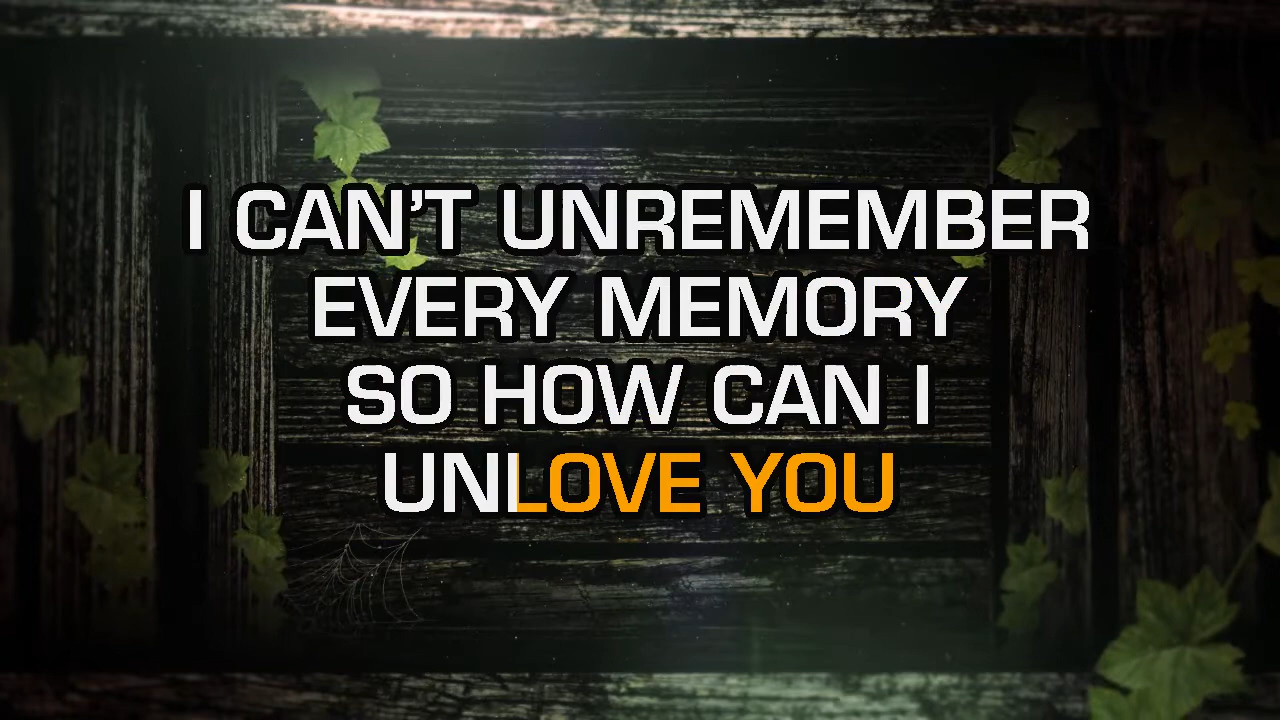 I CAN'T UNREMEMBER
EVERY MEMORY
SO HOW CAN I
UNLOVE YOU